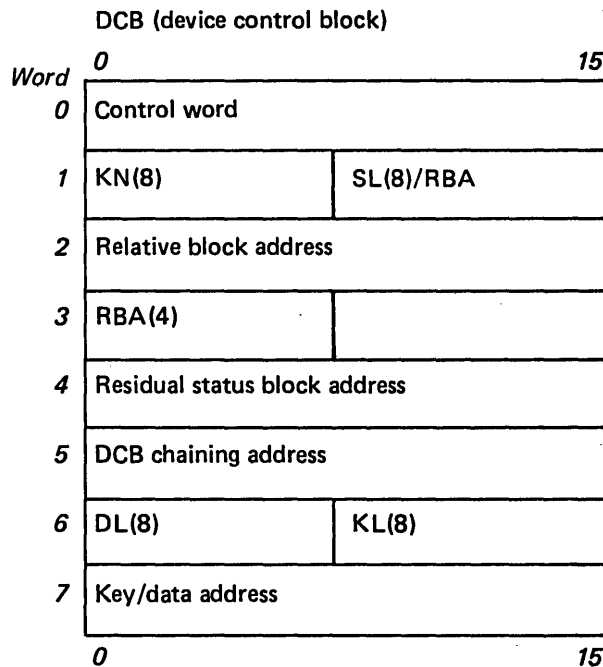 DCB (device control block)
0 15
Word
0 Control word
1 KN(8) SL(8)/RBA
2 Relative block address
3 RBA(4)
4 Residual status block address
5 DCB chaining address
6 DL(8) KL(8)
7 Key/data address
0 15